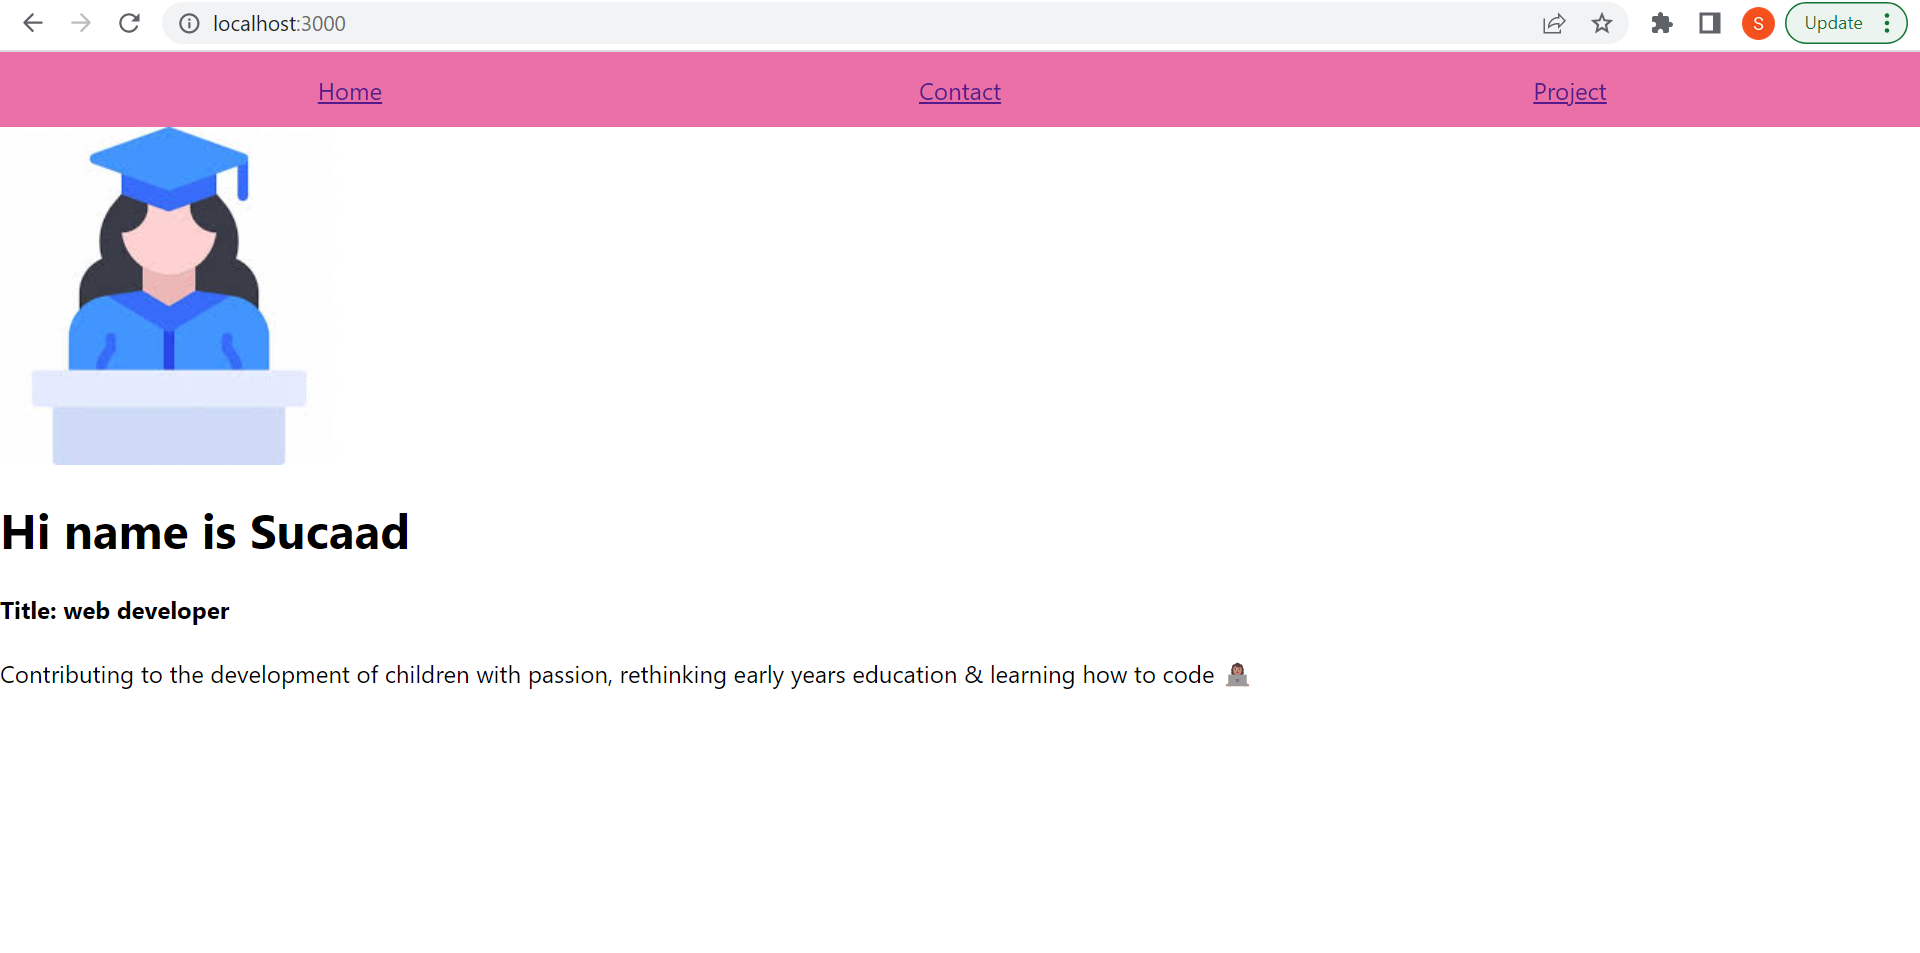 localhost:3000
S
Update
Home Contact Project
Hi name is Sucaad
Title: web developer
Contributing to the development of children with passion, rethinking early years education & learning how to code 👩🏽‍💻